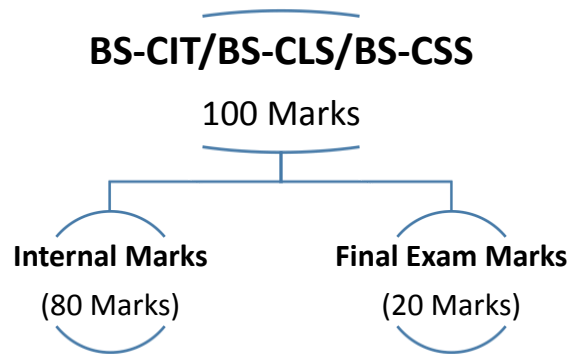 BS-CIT/BS-CLS/BS-CSS
100 Marks
Internal Marks
(80 Marks)
Final Exam Marks
(20 Marks)